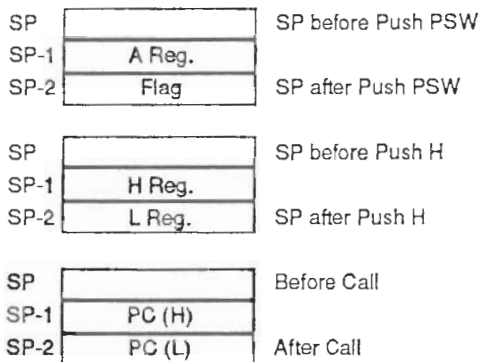 SP SP before Push PSW
SP-1 A Reg.
SP-2 Flag SP after Push PSW
SP SP before Push H
SP-1 H Reg.
SP-2 L Reg. SP after Push H
SP Before Call
SP-1 PC (H)
SP-2 PC (L) After Call